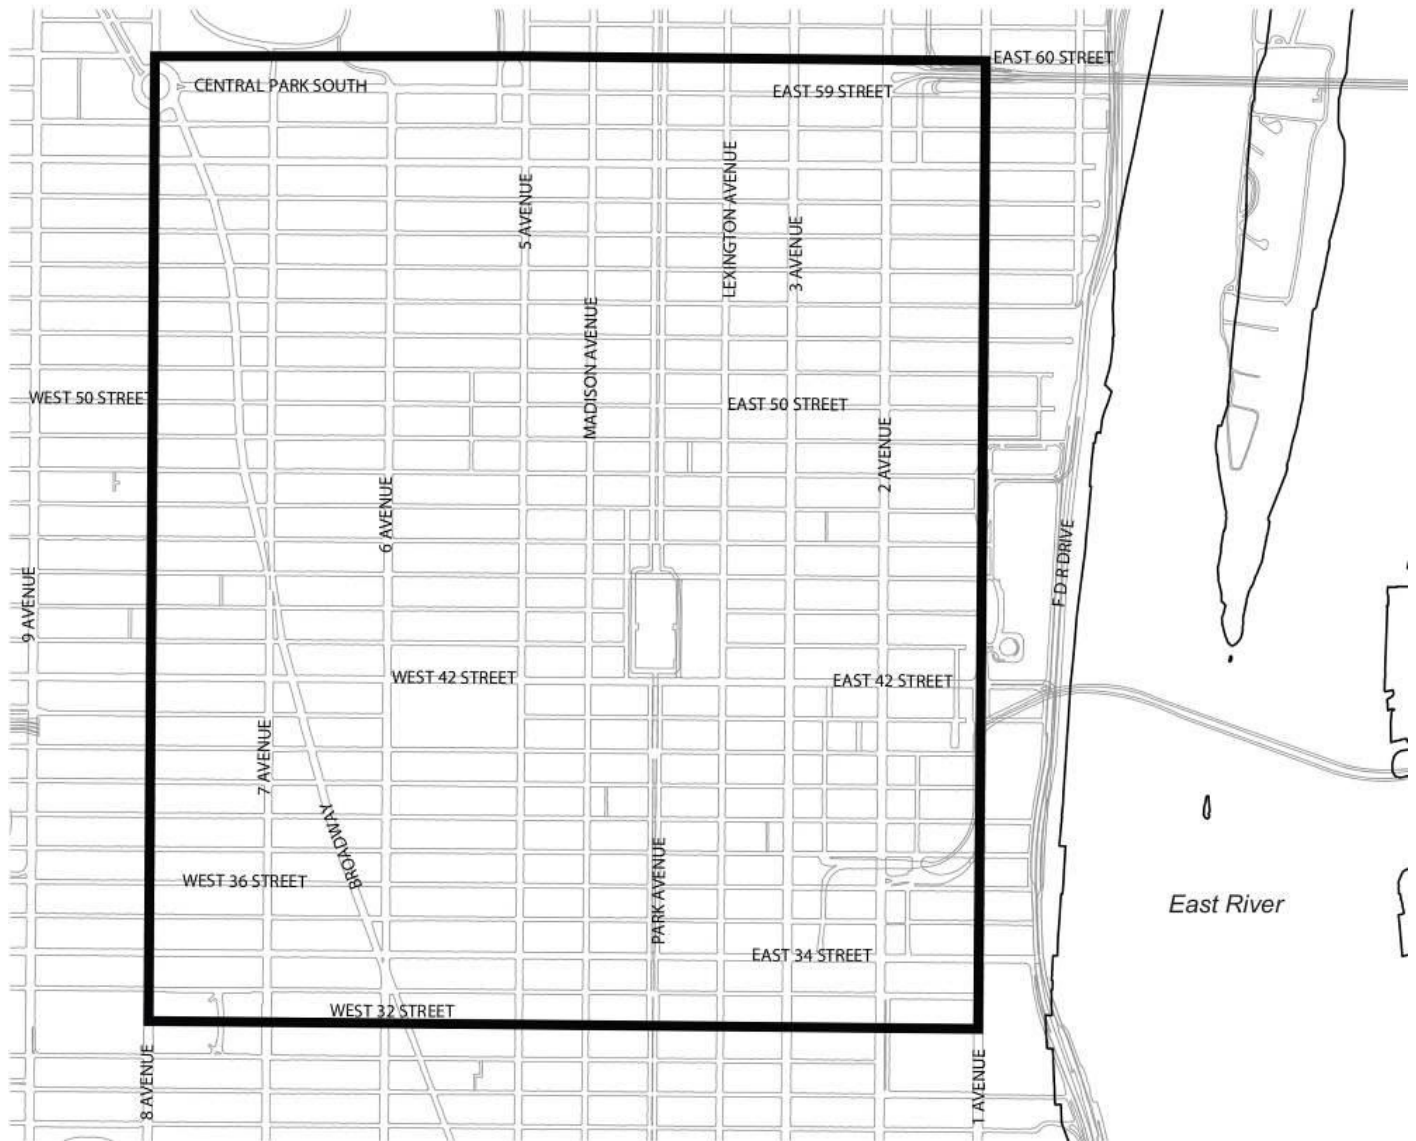 EAST 60 STREET
CENTRAL PARK SOUTH
EAST 59 STREET
LEXINGTON AVENUE
5 AVENUE
3 AVENUE
MADISON AVENUE
WEST 50 STREET
EAST 50 STREET
2 AVENUE
6 AVENUE
F D R DRIVE
9 AVENUE
WEST 42 STREET
EAST 42 STREET
7 AVENUE
BROADWAY
PARK AVENUE
WEST 36 STREET
East River
EAST 34 STREET
WEST 32 STREET
8 AVENUE
1 AVENUE